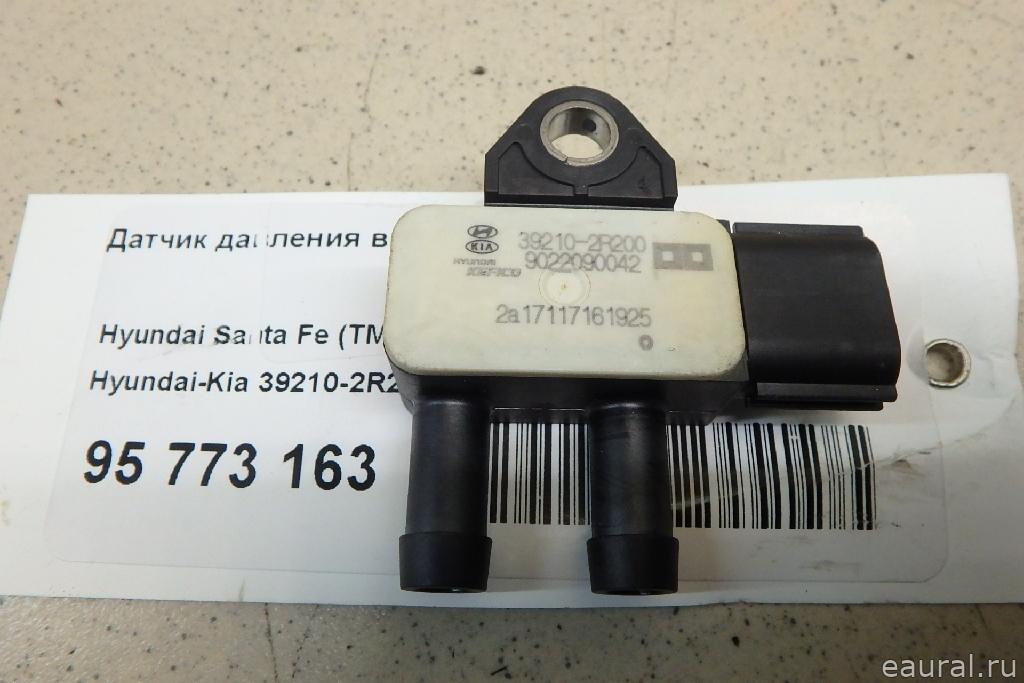 Датчик давления в
Hyundai Santa Fe (TM
Hyundai-Kia 39210-2R2
95 773 163
KIA
HYUNDAI
KEFICO
39210-2R200
9022090042
2a17117161925
eaural.ru